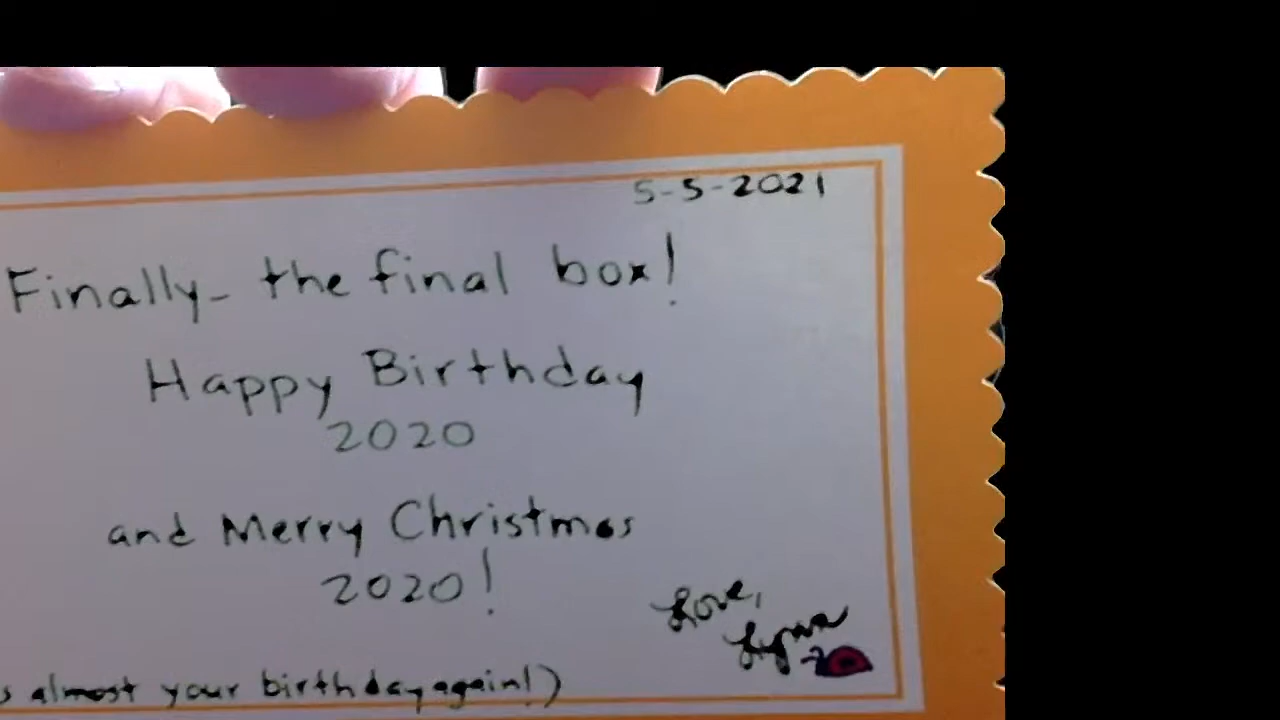 5-5-2021
Finally- the final box!
Happy Birthday
2020
and Merry Christmas
2020!
Love,
Lynn
almost your birthday again!)